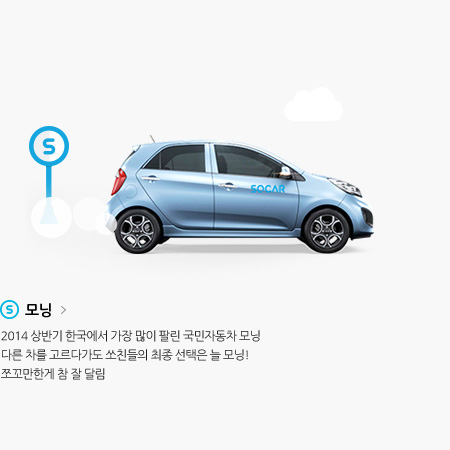 S
SOCAR
S 모닝 >
2014 상반기 한국에서 가장 많이 팔린 국민자동차 모닝
다른 차를 고르다가도 쏘친들의 최종 선택은 늘 모닝!
쪼꼬만한게 참 잘 달림